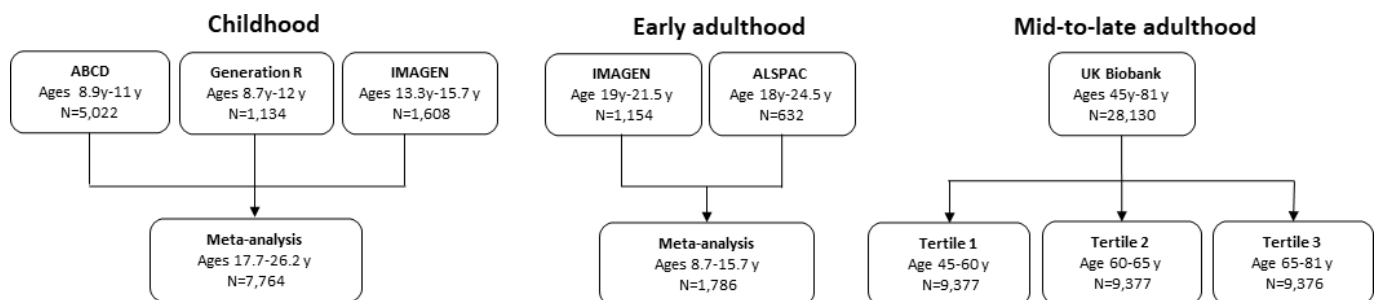 Childhood
ABCD
Ages 8.9y-11 y
N=5,022
Generation R
Ages 8.7y-12 y
N=1,134
IMAGEN
Ages 13.3y-15.7 y
N=1,608
Meta-analysis
Ages 17.7-26.2 y
N=7,764
Early adulthood
IMAGEN
Age 19y-21.5 y
N=1,154
ALSPAC
Age 18y-24.5 y
N=632
Meta-analysis
Ages 8.7-15.7 y
N=1,786
Mid-to-late adulthood
UK Biobank
Ages 45y-81 y
N=28,130
Tertile 1
Age 45-60 y
N=9,377
Tertile 2
Age 60-65 y
N=9,377
Tertile 3
Age 65-81 y
N=9,376